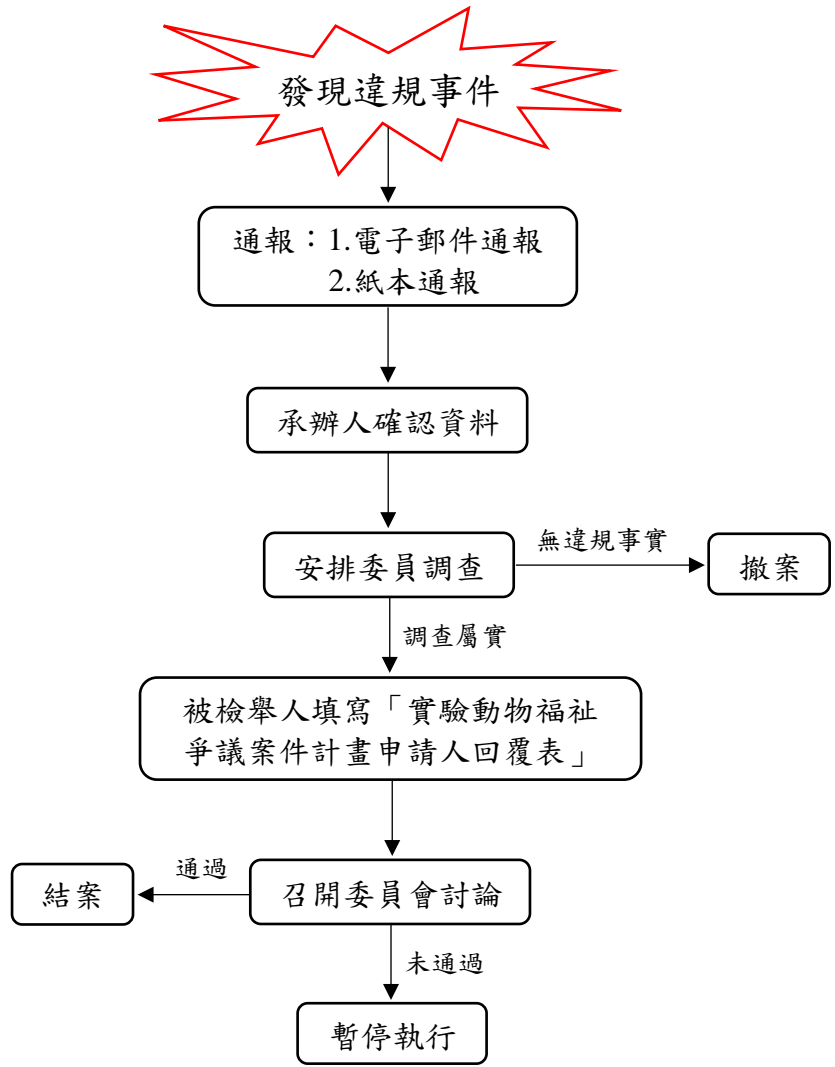 發現違規事件
通報：1.電子郵件通報
2.紙本通報
承辦人確認資料
安排委員調查
無違規事實
撤案
調查屬實
被檢舉人填寫「實驗動物福祉
爭議案件計畫申請人回覆表」
通過
結案
召開委員會討論
未通過
暫停執行